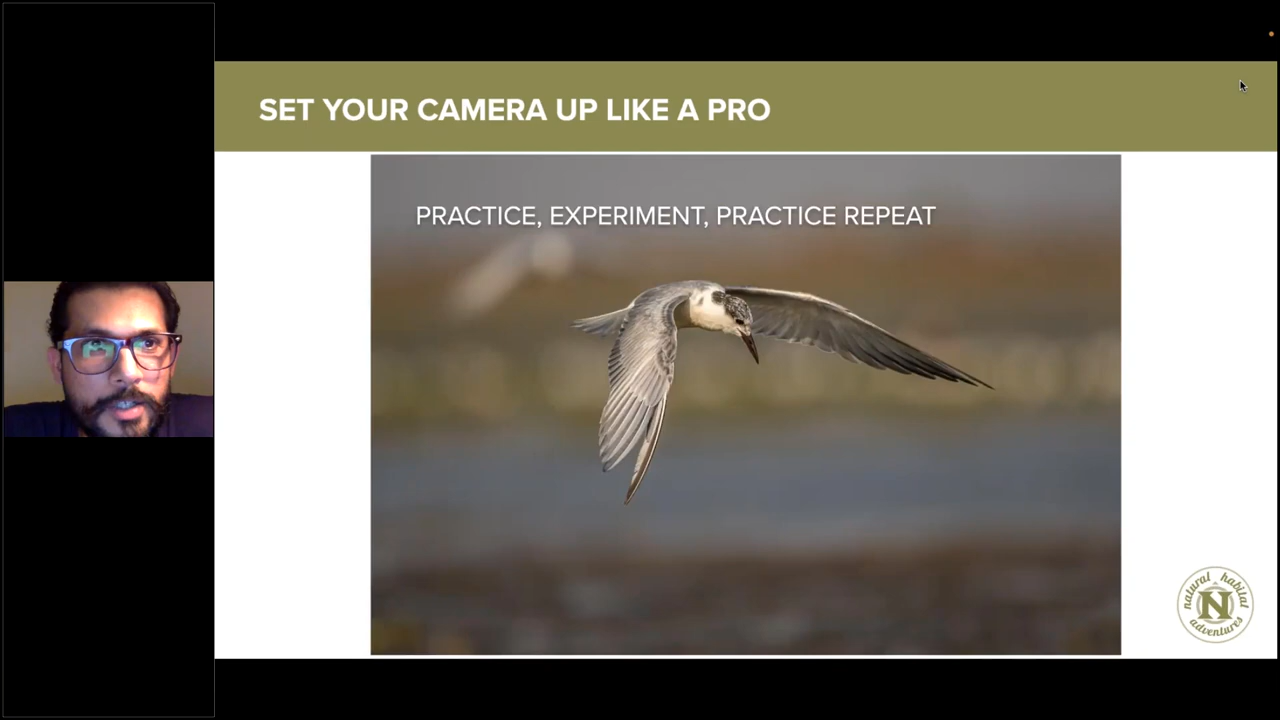 SET YOUR CAMERA UP LIKE A PRO
PRACTICE, EXPERIMENT, PRACTICE REPEAT
natural habitat
N
adventures